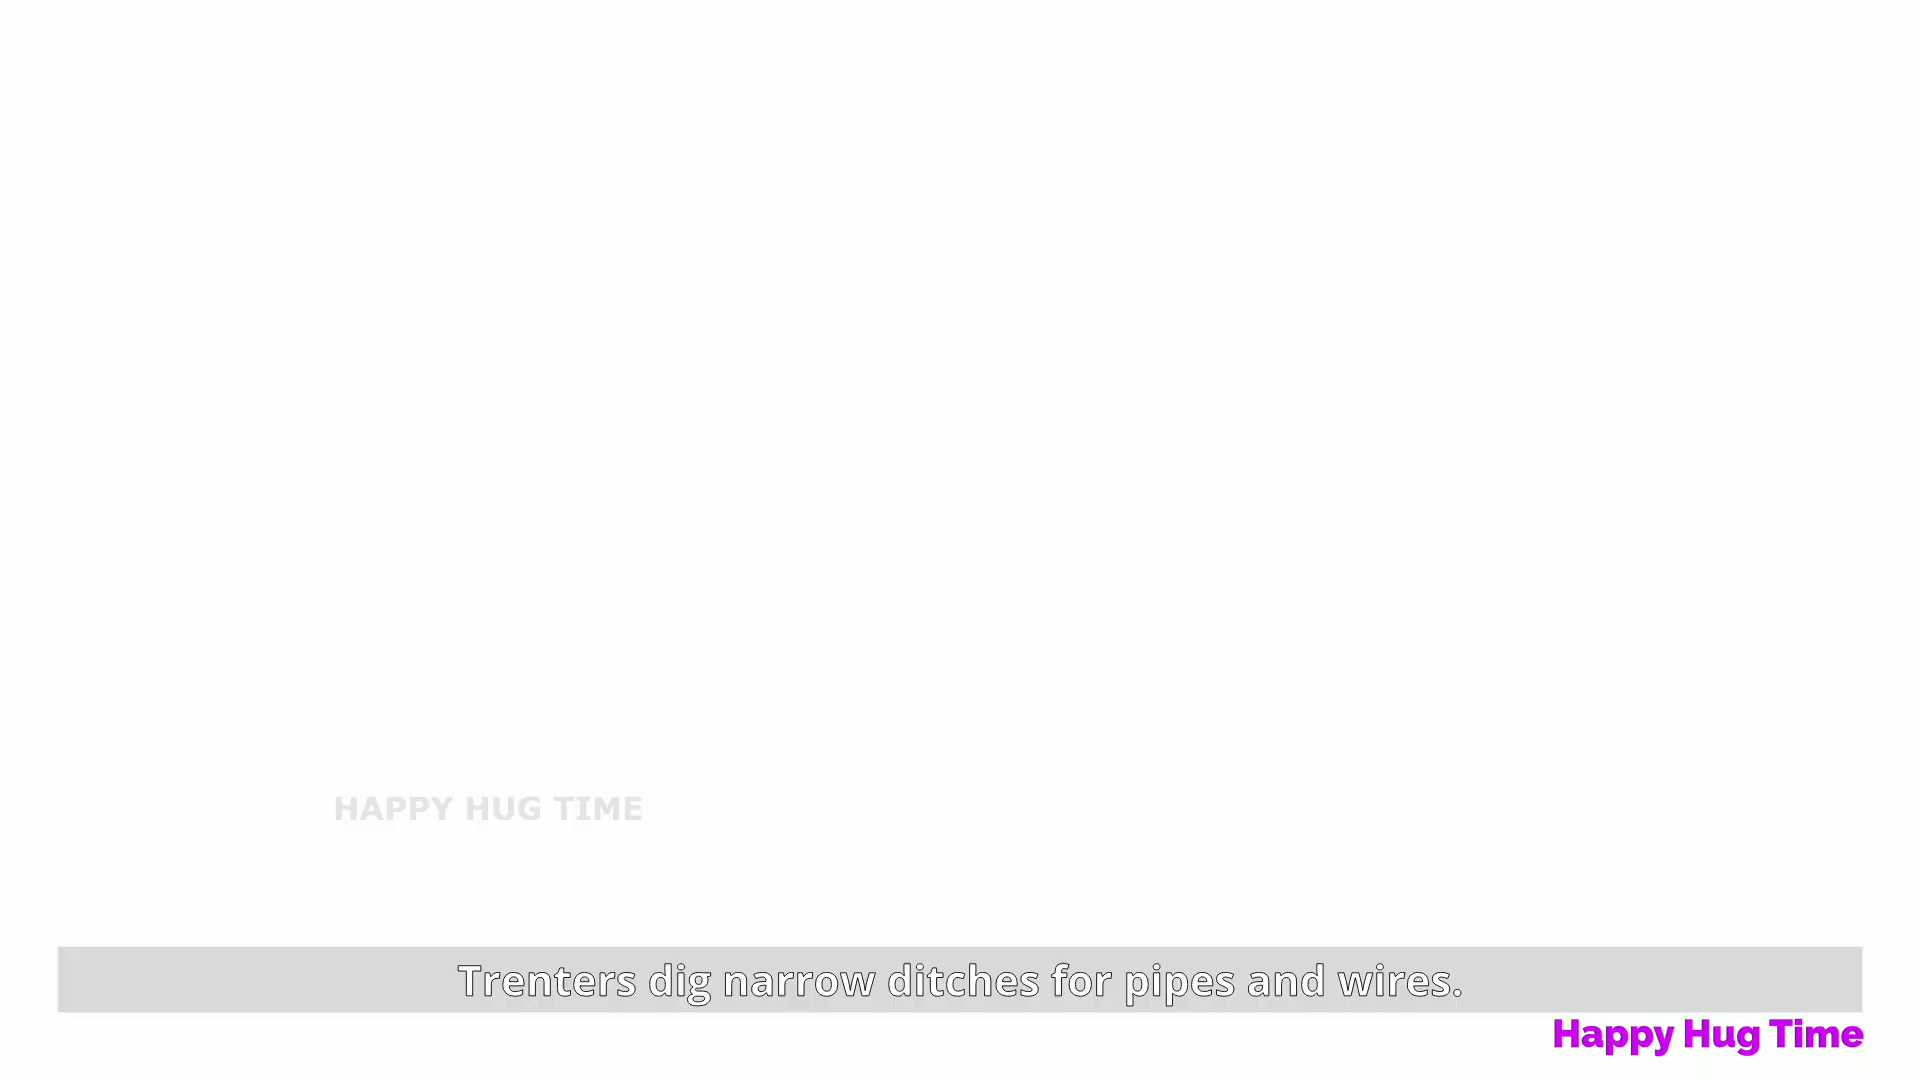 HAPPY HUG TIME
Trenters dig narrow ditches for pipes and wires.
Happy Hug Time